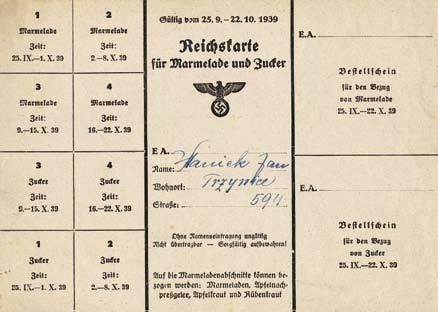 1
Marmelade
Zeit:
25. IX.—1. X. 39
2
Marmelade
Zeit:
2.—8. X. 39
3
Marmelade
Zeit:
9.—15. X. 39
4
Marmelade
Zeit:
16.—22. X. 39
3
Zucker
Zeit:
9.—15. X. 39
4
Zucker
Zeit:
16.—22. X. 39
1
Zucker
Zeit:
25. IX.—1. X. 39
2
Zucker
Zeit:
2.—8. X. 39
Gültig vom 25. 9. - 22. 10. 1939
Reichskarte
für Marmelade und Zucker
EA.
Name: Haniek Jan
Wohnort: Trzynice
Straße: 594
Ohne Namenseintragung ungültig
Nicht übertragbar — Sorgfältig aufbewahren!
Auf die Marmeladenabschnitte können be-
zogen werden: Marmeladen, Apfelnach-
preßgelee, Apfelkraut und Rübenkraut
E.A.
Bestellschein
für den Bezug
von Marmelade
25. IX.—22. X. 39
E.A.
Bestellschein
für den Bezug
von Zucker
25. IX.—22. X. 39